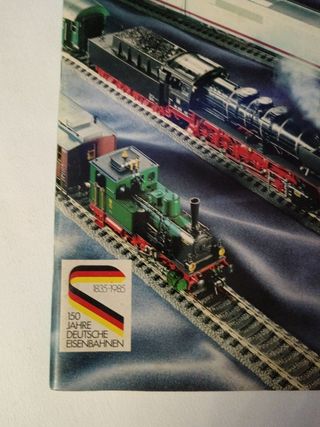 1835-1985
150
JAHRE
DEUTSCHE
EISENBAHNEN